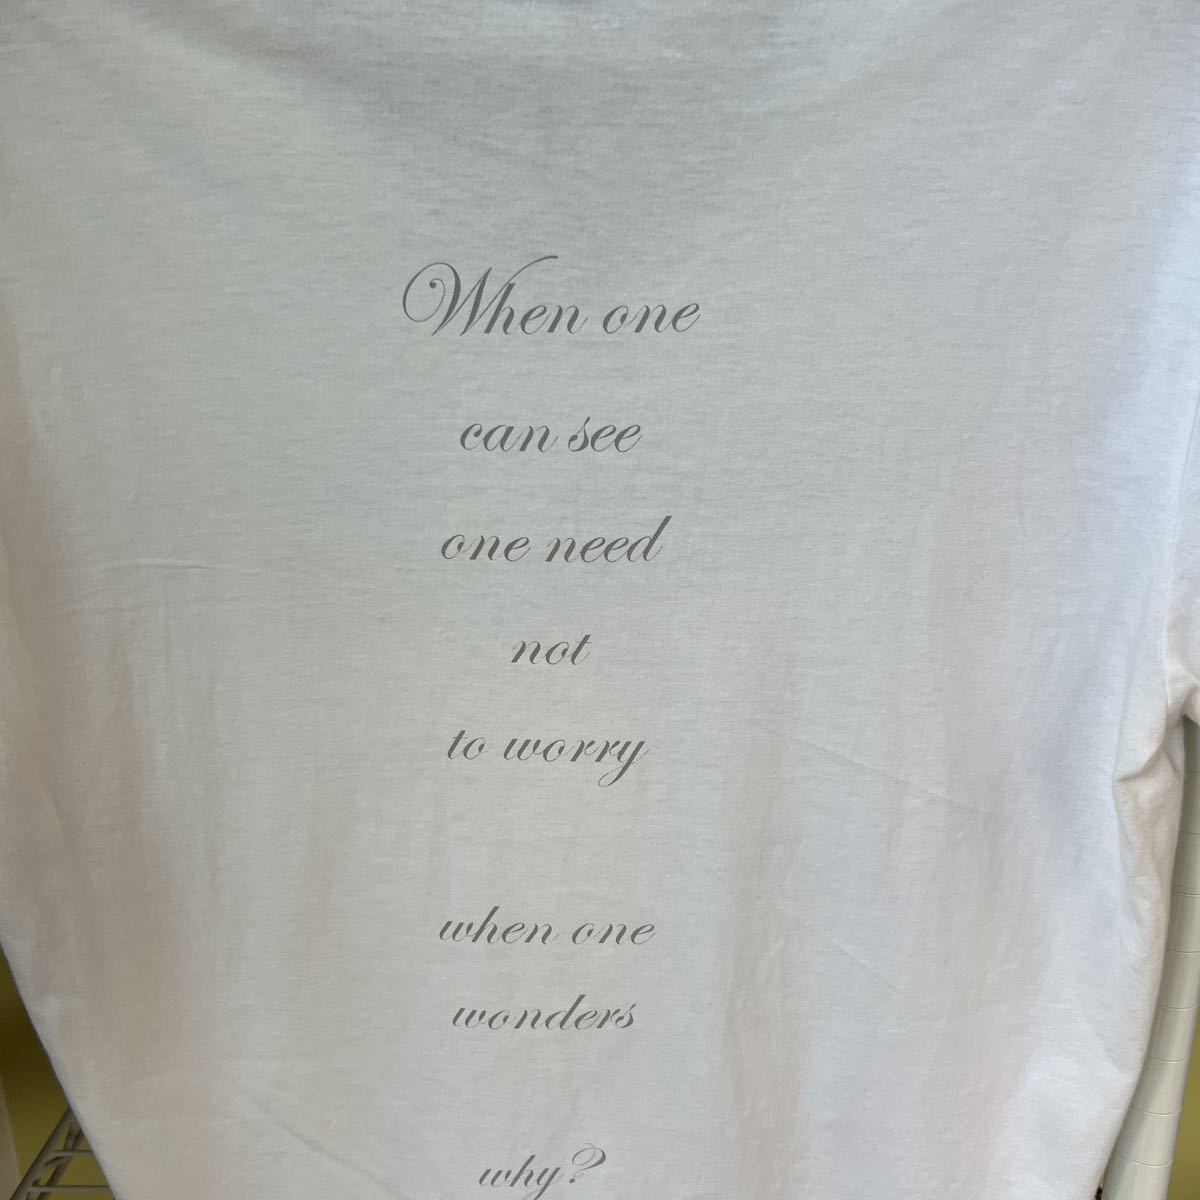 When one
can see
one need
not
to worry
when one
wonders
why?